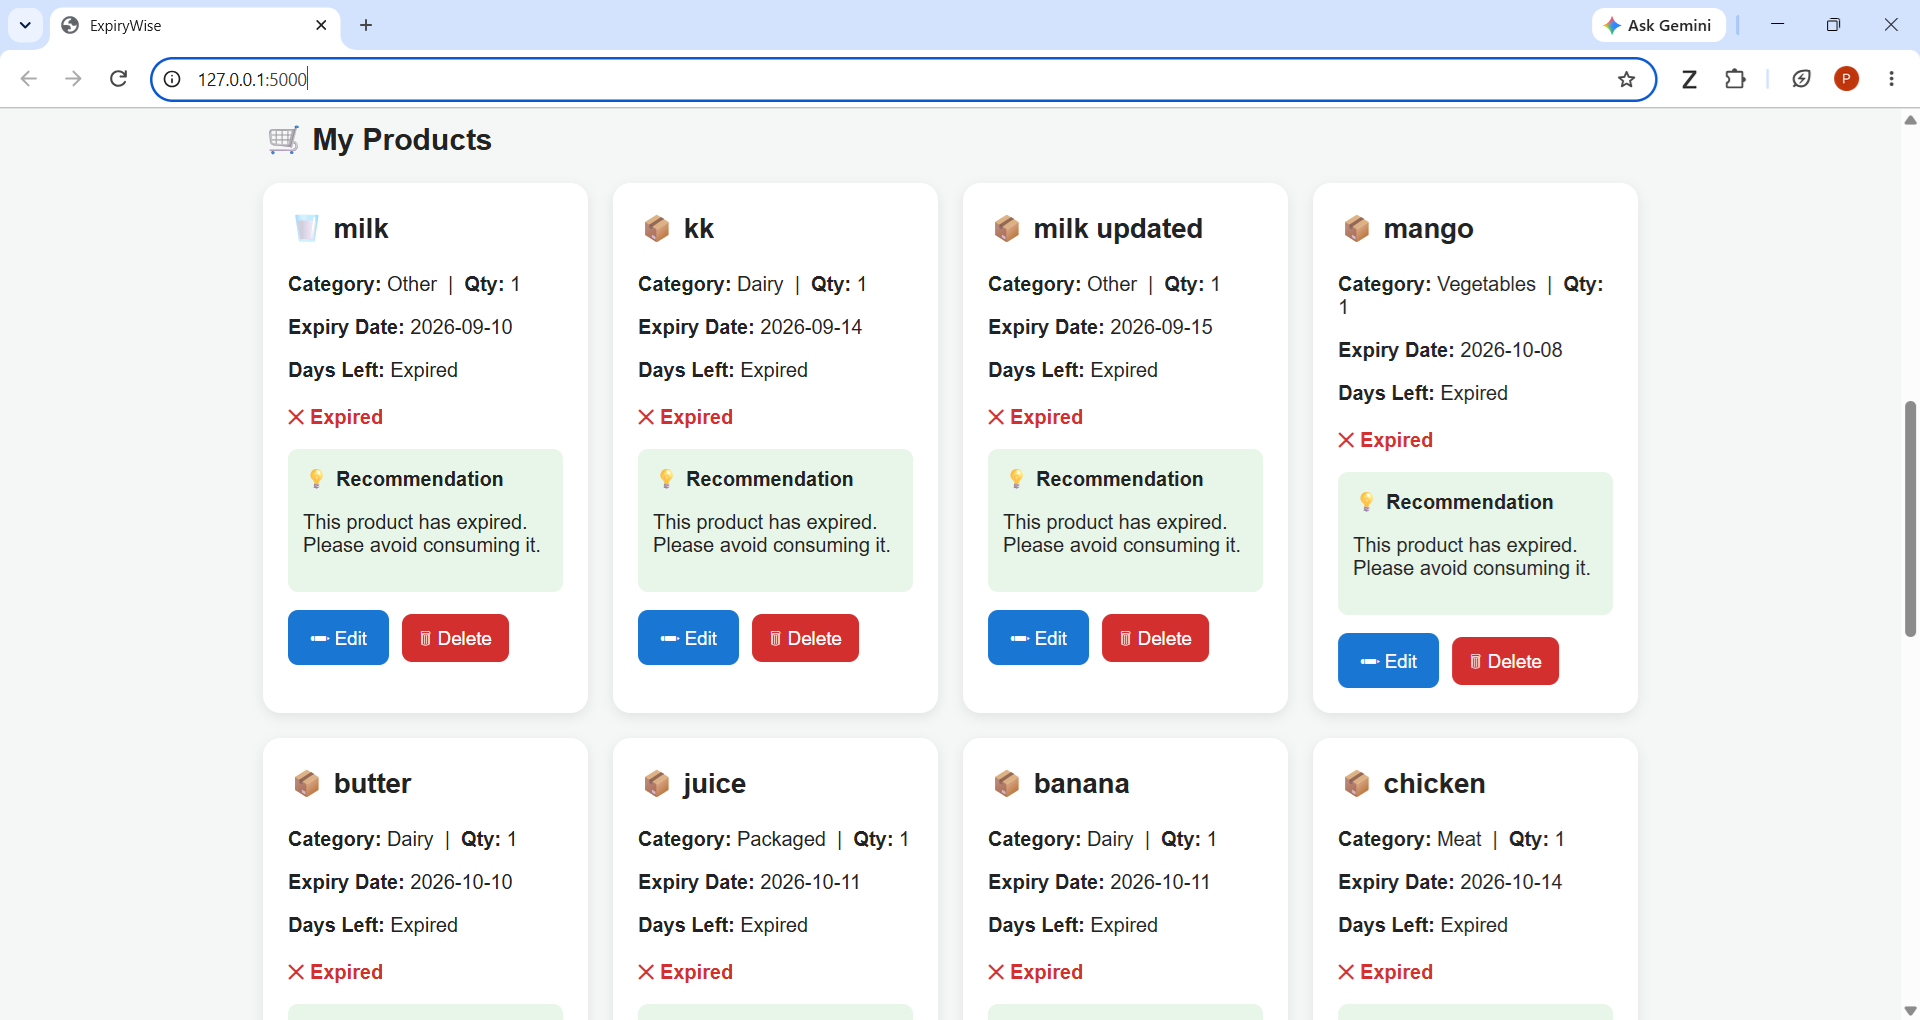 ExpiryWise
Ask Gemini
127.0.0.1:5000
Z
P
My Products
milk
Category: Other | Qty: 1
Expiry Date: 2026-09-10
Days Left: Expired
Expired
Recommendation
This product has expired.
Please avoid consuming it.
Edit
Delete
kk
Category: Dairy | Qty: 1
Expiry Date: 2026-09-14
Days Left: Expired
Expired
Recommendation
This product has expired.
Please avoid consuming it.
Edit
Delete
milk updated
Category: Other | Qty: 1
Expiry Date: 2026-09-15
Days Left: Expired
Expired
Recommendation
This product has expired.
Please avoid consuming it.
Edit
Delete
mango
Category: Vegetables | Qty:
1
Expiry Date: 2026-10-08
Days Left: Expired
Expired
Recommendation
This product has expired.
Please avoid consuming it.
Edit
Delete
butter
Category: Dairy | Qty: 1
Expiry Date: 2026-10-10
Days Left: Expired
Expired
juice
Category: Packaged | Qty: 1
Expiry Date: 2026-10-11
Days Left: Expired
Expired
banana
Category: Dairy | Qty: 1
Expiry Date: 2026-10-11
Days Left: Expired
Expired
chicken
Category: Meat | Qty: 1
Expiry Date: 2026-10-14
Days Left: Expired
Expired